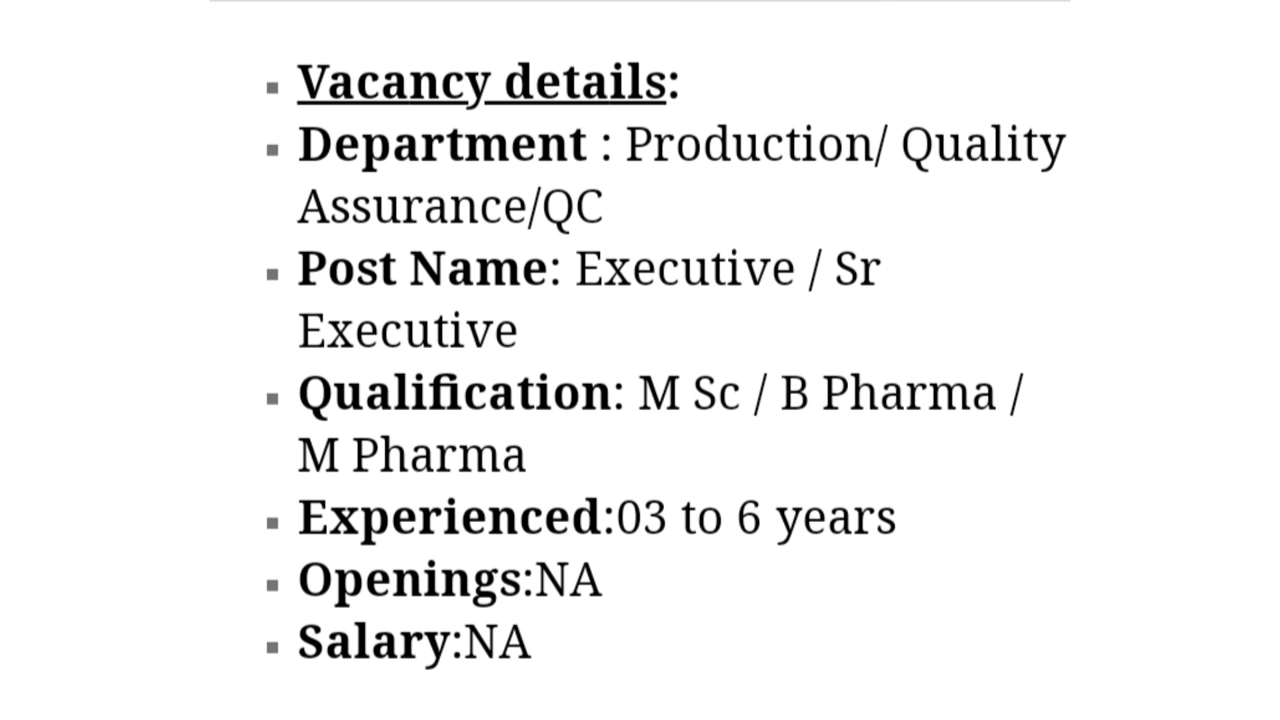 Vacancy details:
Department : Production/ Quality
Assurance/QC
Post Name: Executive / Sr
Executive
Qualification: M Sc / B Pharma /
M Pharma
Experienced:03 to 6 years
Openings:NA
Salary:NA